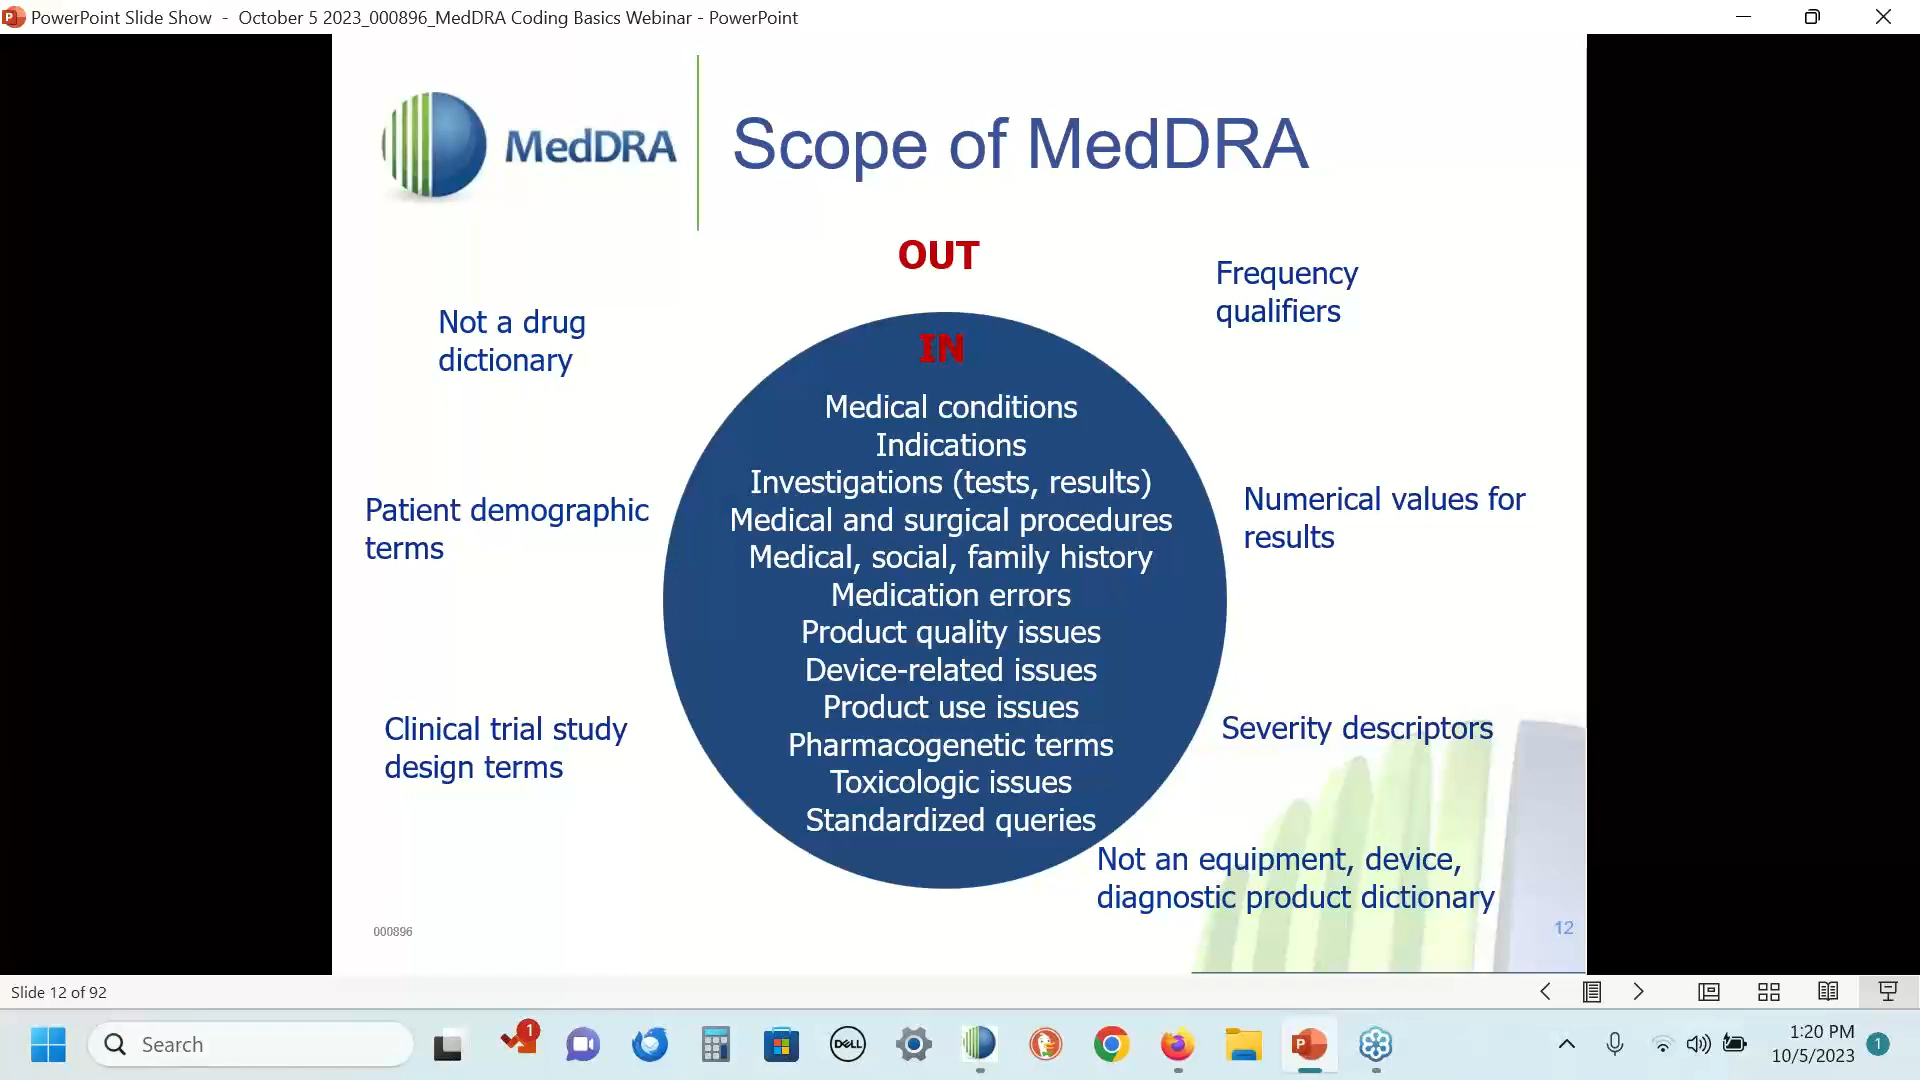 PowerPoint Slide Show - October 5 2023_000896_MedDRA Coding Basics Webinar - PowerPoint
MedDRA
Scope of MedDRA
OUT
Frequency
qualifiers
Not a drug
dictionary
IN
Medical conditions
Indications
Investigations (tests, results)
Medical and surgical procedures
Medical, social, family history
Medication errors
Product quality issues
Device-related issues
Product use issues
Pharmacogenetic terms
Toxicologic issues
Standardized queries
Patient demographic
terms
Numerical values for
results
Clinical trial study
design terms
Severity descriptors
Not an equipment, device,
diagnostic product dictionary
000896
12
Slide 12 of 92
Search
1
DELL
1:20 PM
10/5/2023
1